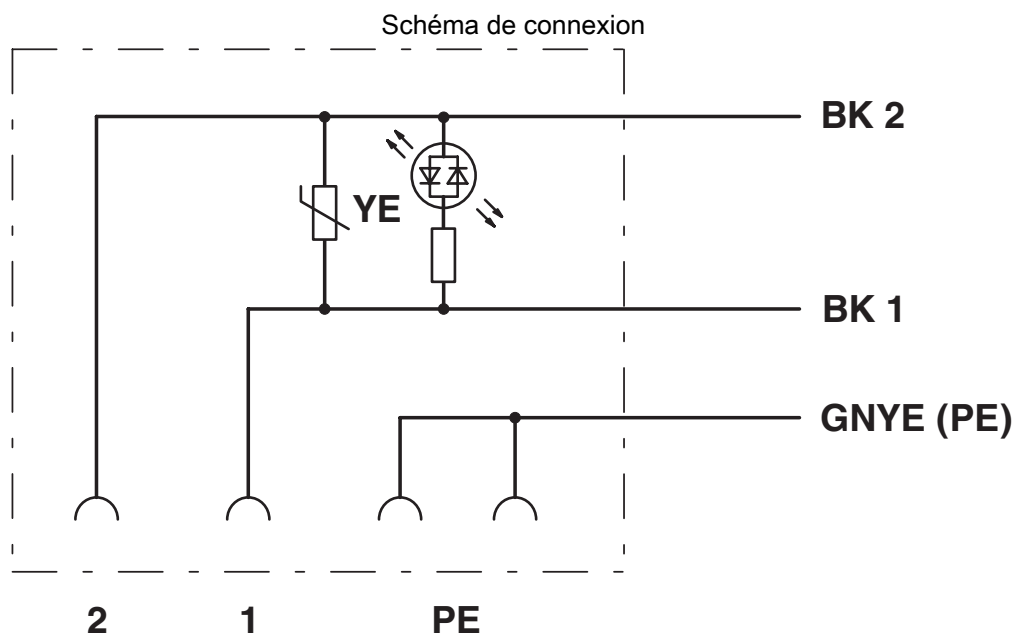 Schéma de connexion
BK 2
YE
BK 1
GNYE (PE)
2 1 PE